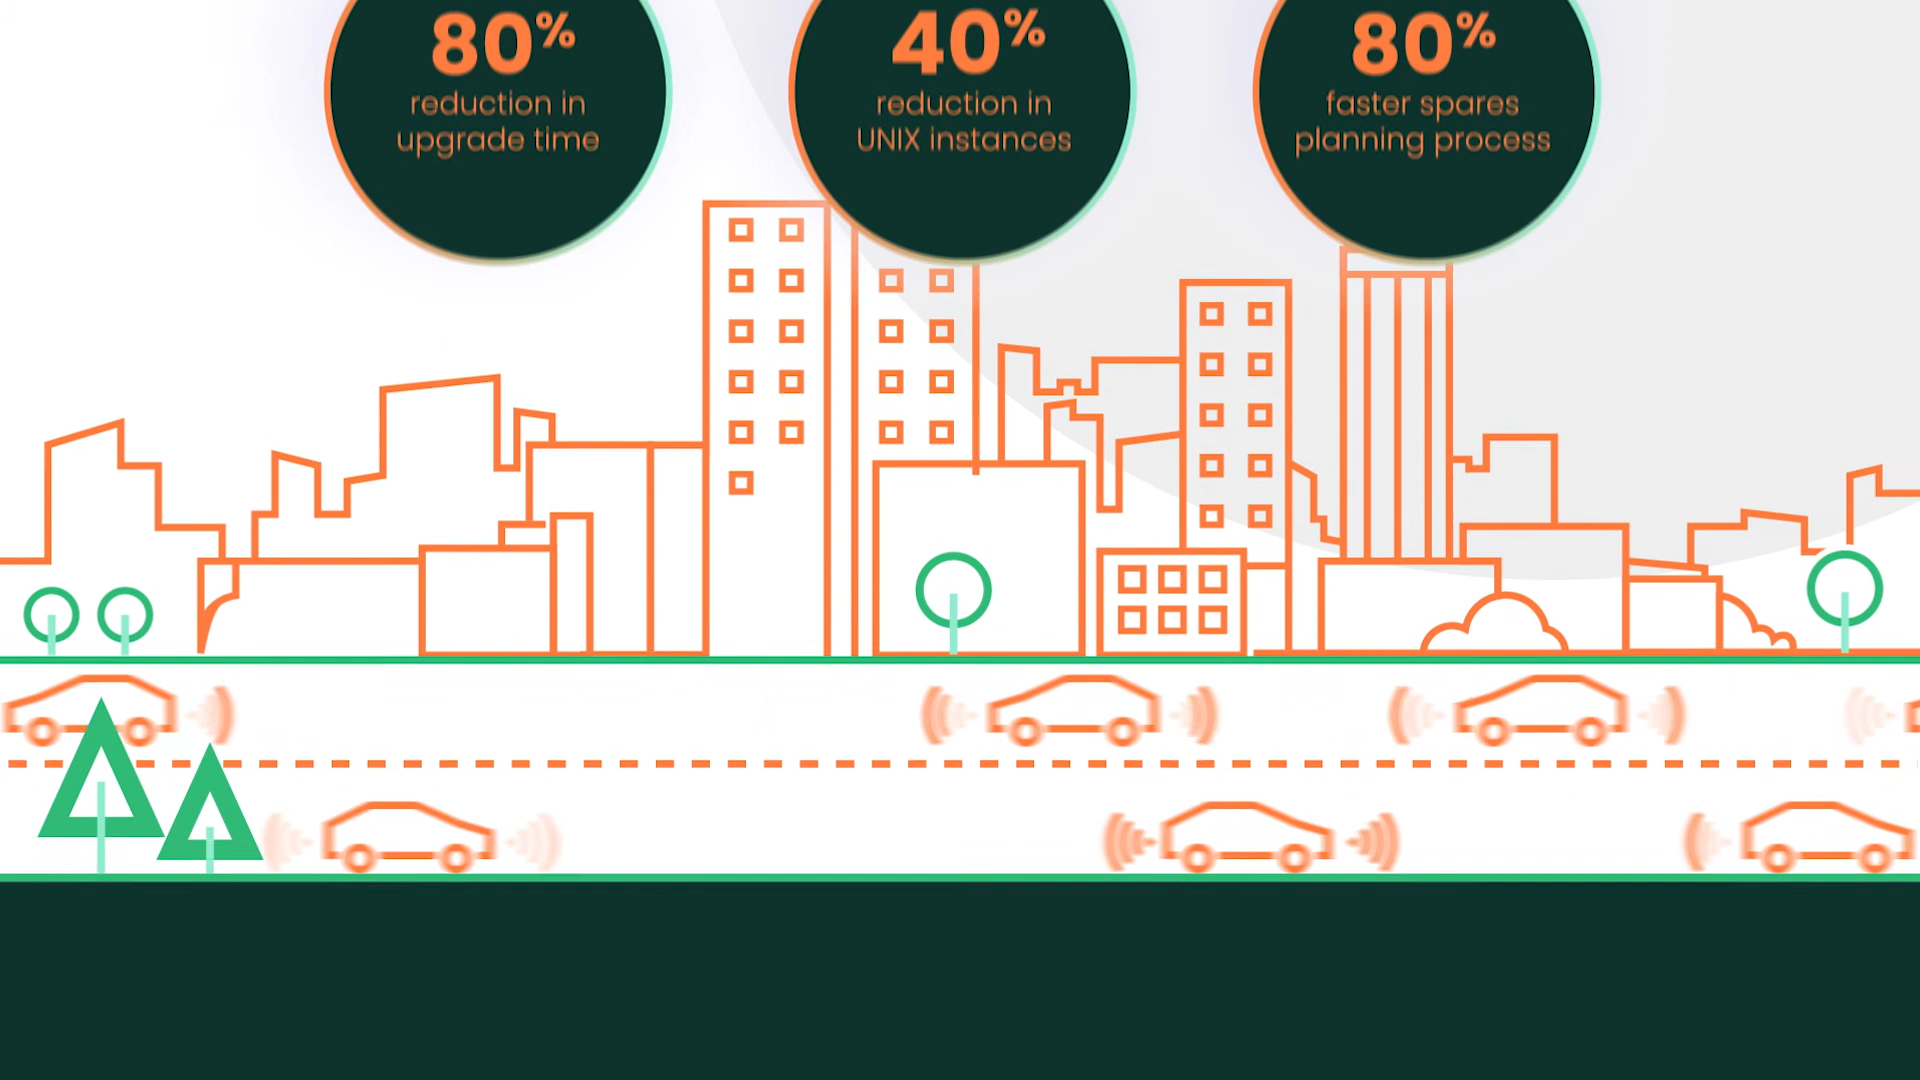 80%
reduction in
upgrade time
40%
reduction in
UNIX instances
80%
faster spares
planning process